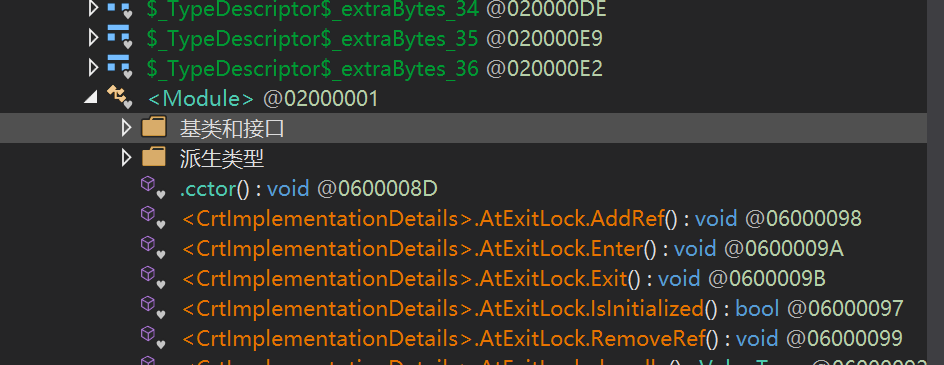 $_TypeDescriptor$_extraBytes_34 @020000DE
$_TypeDescriptor$_extraBytes_35 @020000E9
$_TypeDescriptor$_extraBytes_36 @020000E2
<Module> @02000001
基类和接口
派生类型
.cctor() : void @0600008D
<CrtImplementationDetails>.AtExitLock.AddRef() : void @06000098
<CrtImplementationDetails>.AtExitLock.Enter() : void @0600009A
<CrtImplementationDetails>.AtExitLock.Exit() : void @0600009B
<CrtImplementationDetails>.AtExitLock.IsInitialized() : bool @06000097
<CrtImplementationDetails>.AtExitLock.RemoveRef() : void @06000099